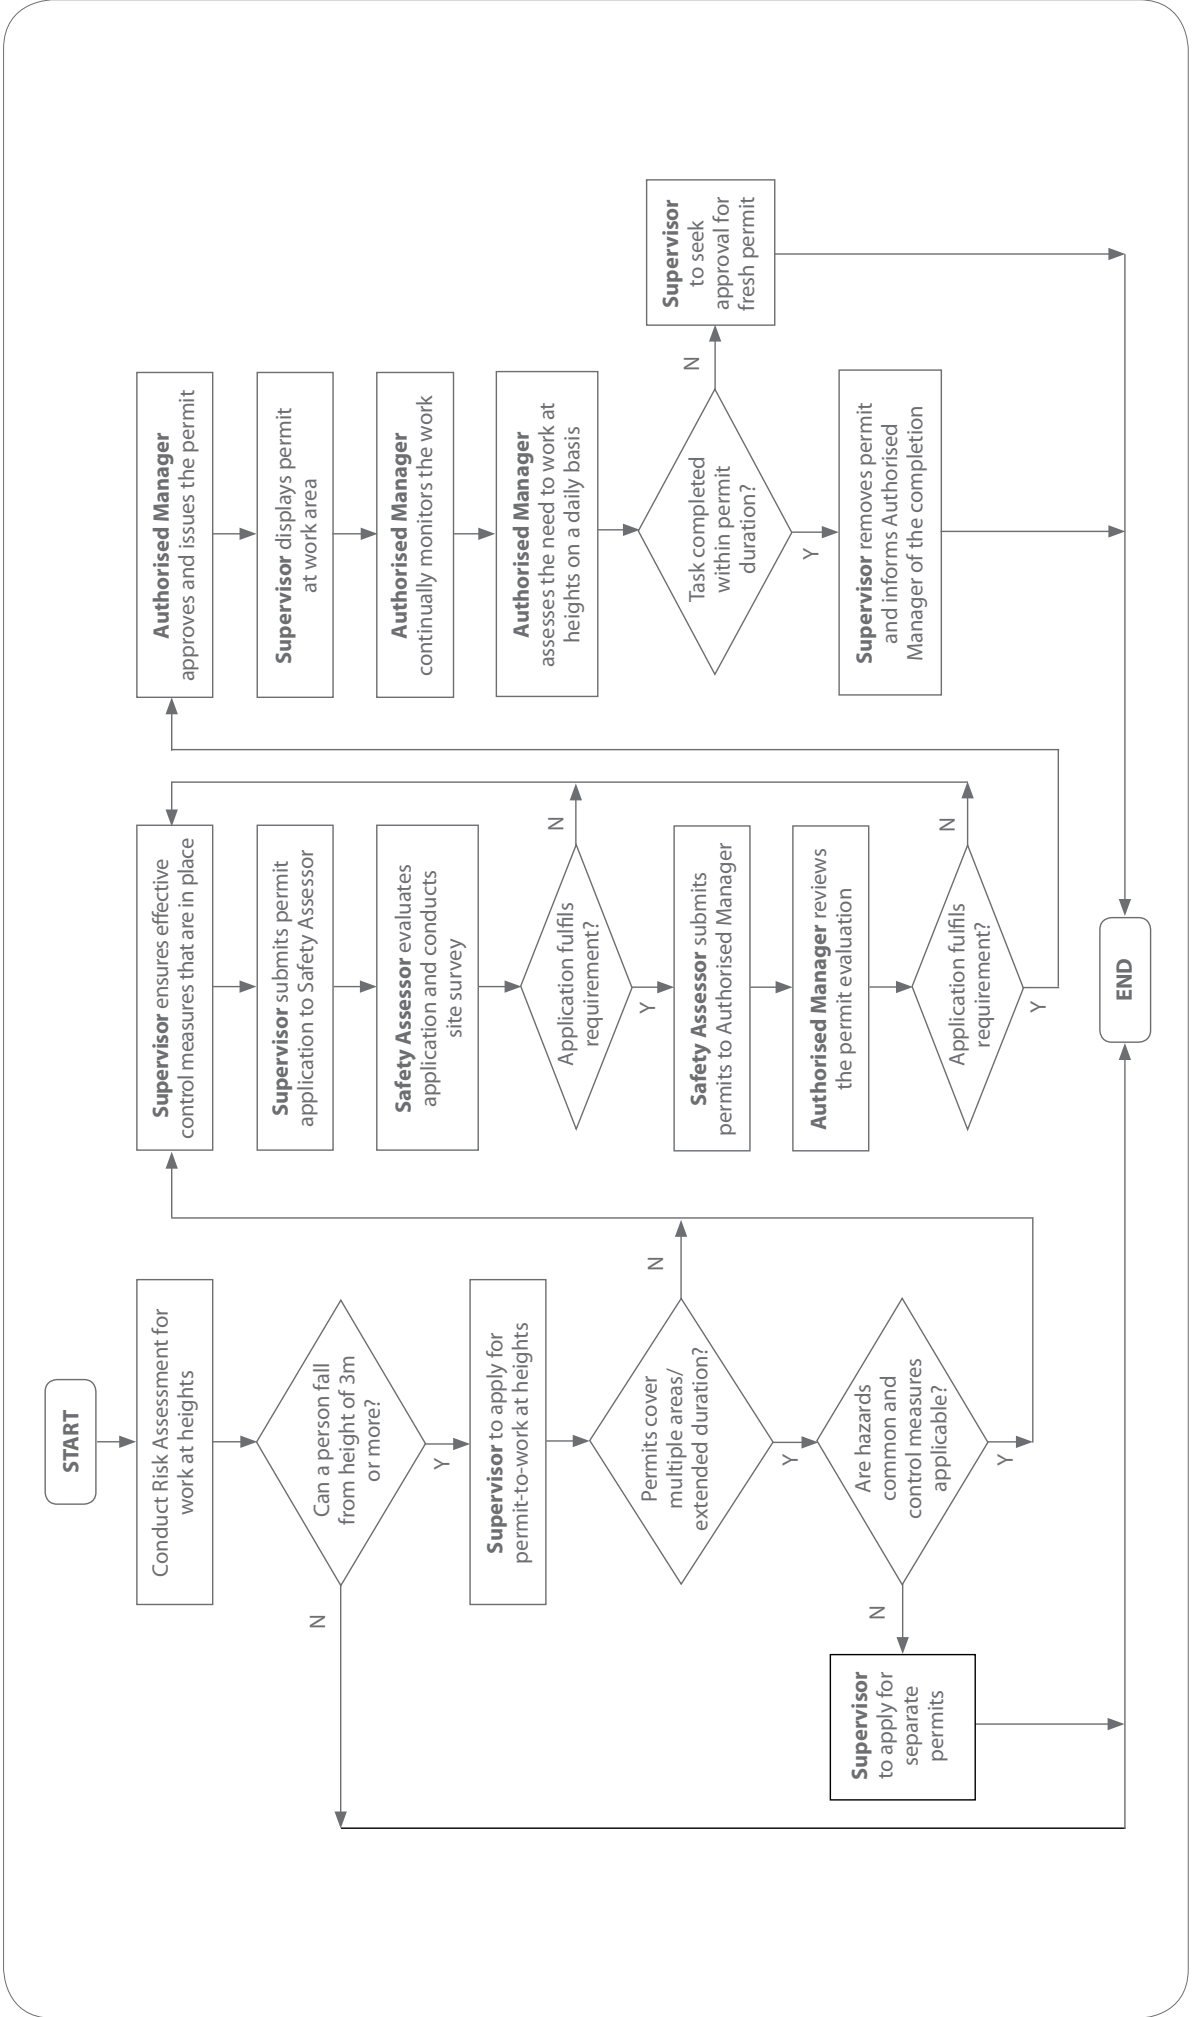 START
Conduct Risk Assessment for
work at heights
Can a person fall
from height of 3m
or more?
N
Y
Supervisor to apply for
permit-to-work at heights
Permits cover
multiple areas/
extended duration?
N
Y
Are hazards
common and
control measures
applicable?
N
Y
Supervisor
to apply for
separate
permits
Supervisor ensures effective
control measures that are in place
Supervisor submits permit
application to Safety Assessor
Safety Assessor evaluates
application and conducts
site survey
Application fulfils
requirement?
N
Y
Safety Assessor submits
permits to Authorised Manager
Authorised Manager reviews
the permit evaluation
Application fulfils
requirement?
N
Y
Authorised Manager
approves and issues the permit
Supervisor displays permit
at work area
Authorised Manager
continually monitors the work
Authorised Manager
assesses the need to work at
heights on a daily basis
Task completed
within permit
duration?
N
Y
Supervisor
to seek
approval for
fresh permit
Supervisor removes permit
and informs Authorised
Manager of the completion
END